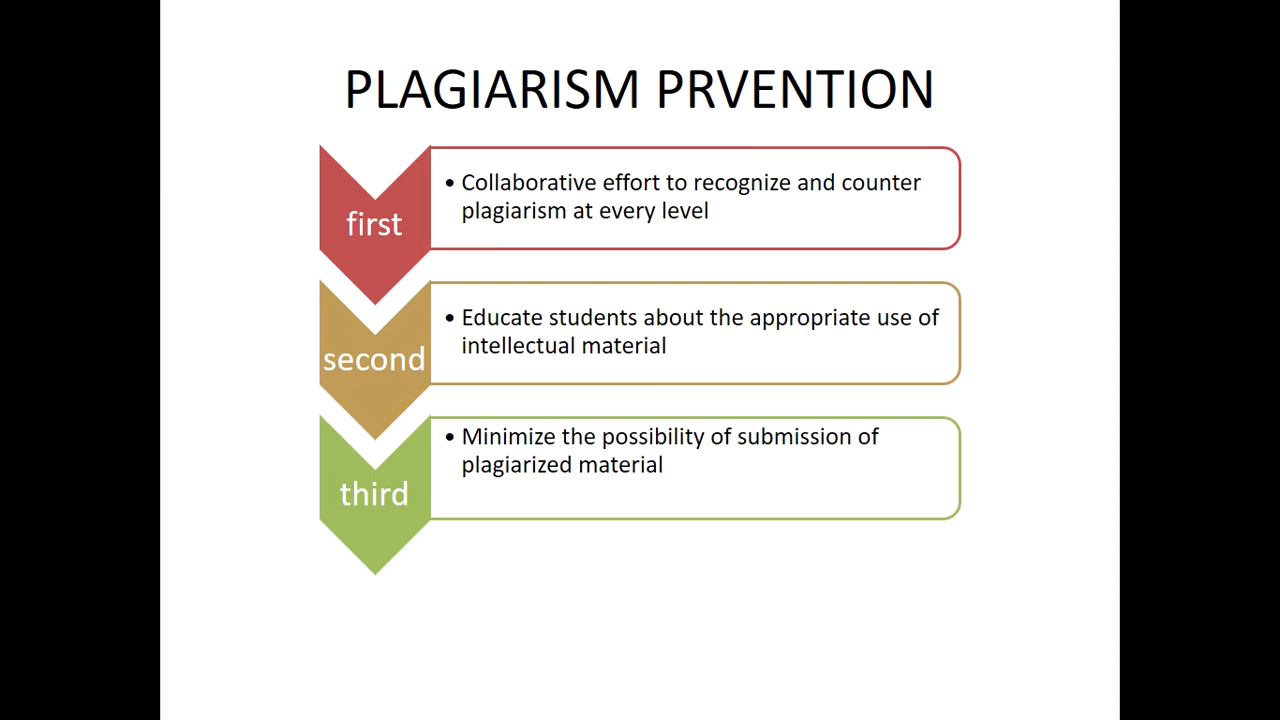 PLAGIARISM PRVENTION
first
• Collaborative effort to recognize and counter
plagiarism at every level
second
• Educate students about the appropriate use of
intellectual material
third
• Minimize the possibility of submission of
plagiarized material